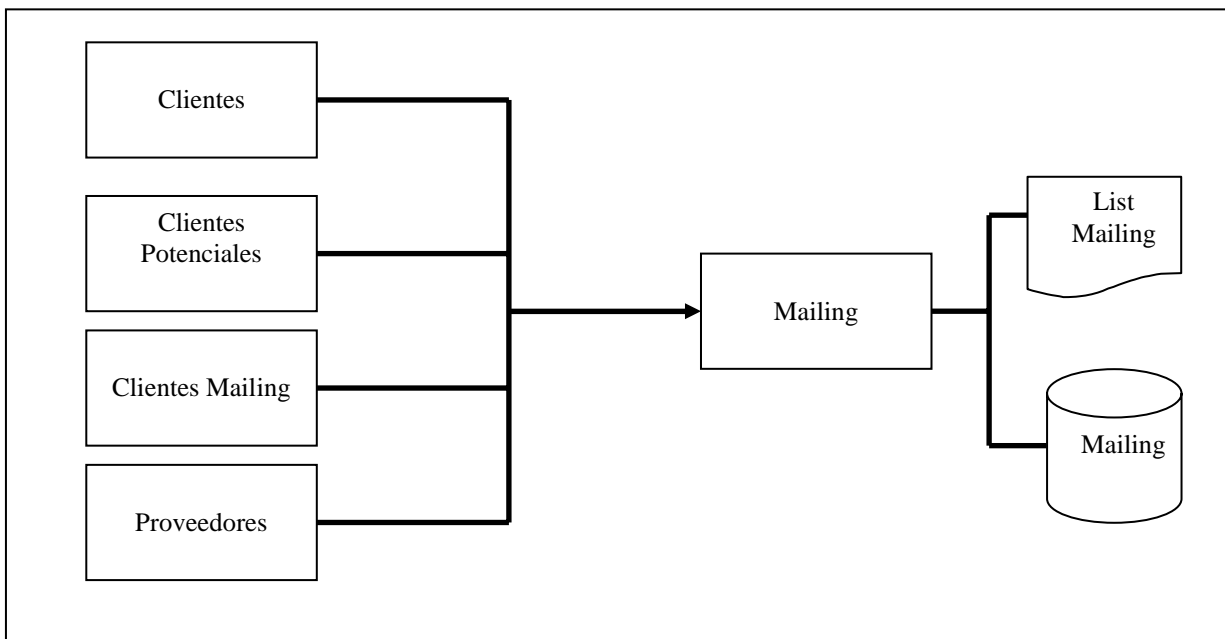 Clientes
Clientes
Potenciales
Clientes Mailing
Proveedores
Mailing
List
Mailing
Mailing